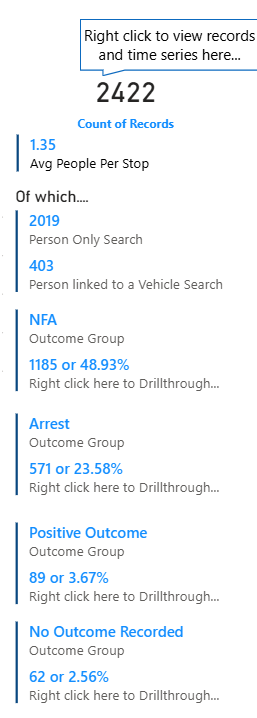 Right click to view records
and time series here...
2422
Count of Records
1.35
Avg People Per Stop
Of which....
2019
Person Only Search
403
Person linked to a Vehicle Search
NFA
Outcome Group
1185 or 48.93%
Right click here to Drillthrough...
Arrest
Outcome Group
571 or 23.58%
Right click here to Drillthrough...
Positive Outcome
Outcome Group
89 or 3.67%
Right click here to Drillthrough...
No Outcome Recorded
Outcome Group
62 or 2.56%
Right click here to Drillthrough...